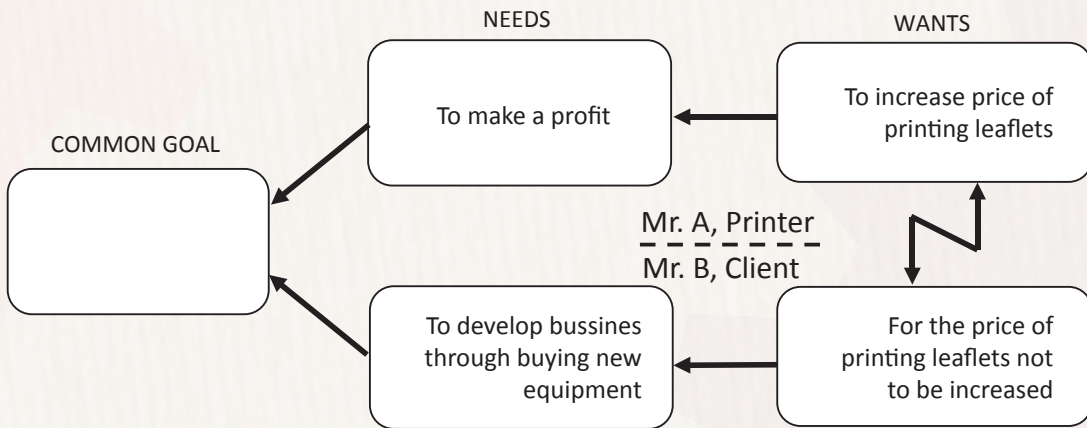 NEEDS
WANTS
To make a profit
To increase price of
printing leaflets
COMMON GOAL
Mr. A, Printer
Mr. B, Client
To develop bussines
through buying new
equipment
For the price of
printing leaflets not
to be increased